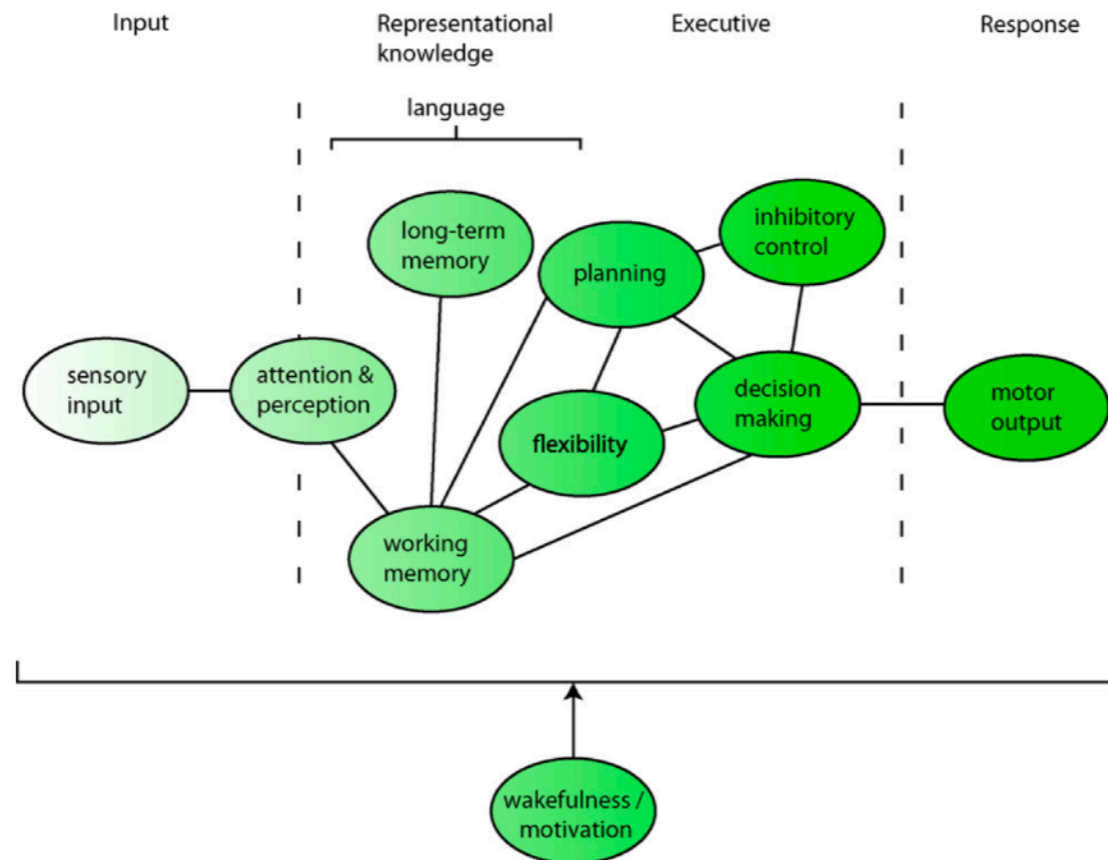 Input
Representational
knowledge
Executive
Response
language
long-term
memory
inhibitory
control
planning
sensory
input
attention &
perception
decision
making
motor
output
flexibility
working
memory
wakefulness /
motivation